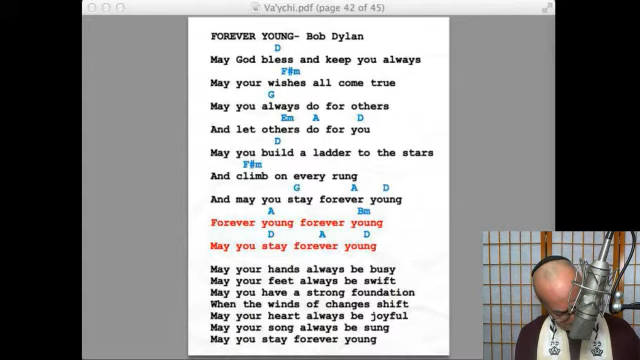 Va'ychi.pdf (page 42 of 45)
FOREVER YOUNG- Bob Dylan
D
May God bless and keep you always
F#m
May your wishes all come true
G
May you always do for others
Em A D
And let others do for you
D
May you build a ladder to the stars
F#m
And climb on every rung
G A D
And may you stay forever young
A Bm
Forever young forever young
D A D
May you stay forever young
May your hands always be busy
May your feet always be swift
May you have a strong foundation
When the winds of changes shift
May your heart always be joyful
May your song always be sung
May you stay forever young